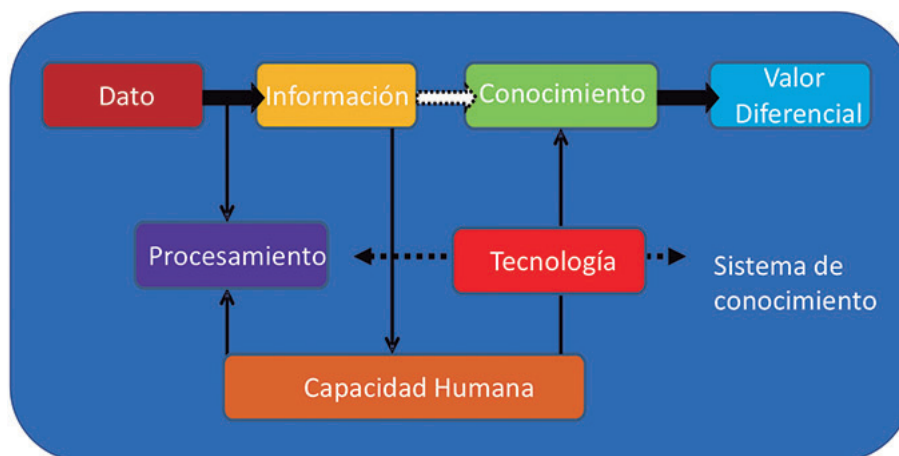 Dato
Información
Conocimiento
Valor
Diferencial
Procesamiento
Tecnología
Sistema de
conocimiento
Capacidad Humana